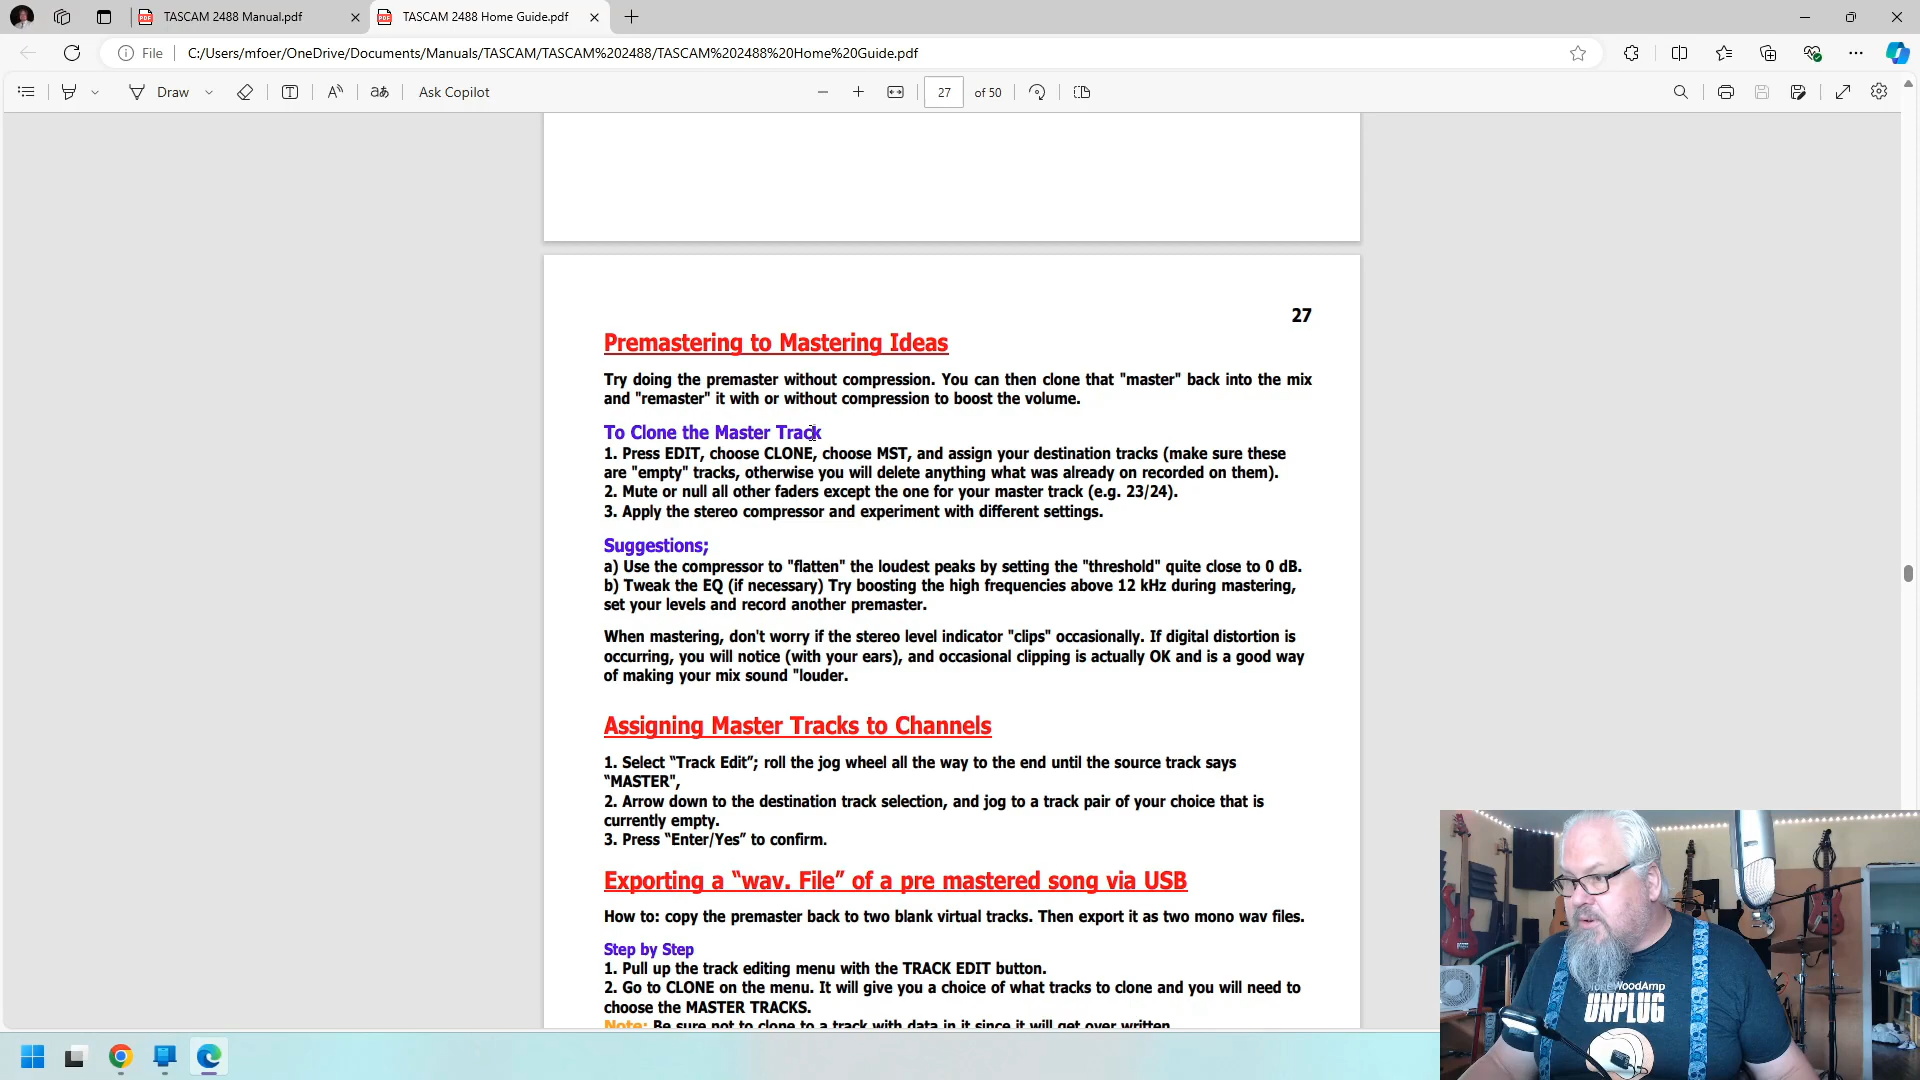 TASCAM 2488 Manual.pdf
TASCAM 2488 Home Guide.pdf
File
C:/Users/mfoer/OneDrive/Documents/Manuals/TASCAM/TASCAM%202488/TASCAM%202488%20Home%20Guide.pdf
Draw
Ask Copilot
27 of 50
27
Premastering to Mastering Ideas
Try doing the premaster without compression. You can then clone that "master" back into the mix
and "remaster" it with or without compression to boost the volume.
To Clone the Master Track
1. Press EDIT, choose CLONE, choose MST, and assign your destination tracks (make sure these
are "empty" tracks, otherwise you will delete anything what was already on recorded on them).
2. Mute or null all other faders except the one for your master track (e.g. 23/24).
3. Apply the stereo compressor and experiment with different settings.
Suggestions;
a) Use the compressor to "flatten" the loudest peaks by setting the "threshold" quite close to 0 dB.
b) Tweak the EQ (if necessary) Try boosting the high frequencies above 12 kHz during mastering,
set your levels and record another premaster.
When mastering, don't worry if the stereo level indicator "clips" occasionally. If digital distortion is
occurring, you will notice (with your ears), and occasional clipping is actually OK and is a good way
of making your mix sound "louder.
Assigning Master Tracks to Channels
1. Select “Track Edit”; roll the jog wheel all the way to the end until the source track says
“MASTER”,
2. Arrow down to the destination track selection, and jog to a track pair of your choice that is
currently empty.
3. Press “Enter/Yes” to confirm.
Exporting a “wav. File” of a pre mastered song via USB
How to: copy the premaster back to two blank virtual tracks. Then export it as two mono wav files.
Step by Step
1. Pull up the track editing menu with the TRACK EDIT button.
2. Go to CLONE on the menu. It will give you a choice of what tracks to clone and you will need to
choose the MASTER TRACKS.
Note: Be sure not to clone to a track with data in it since it will get over written
UNPLUG